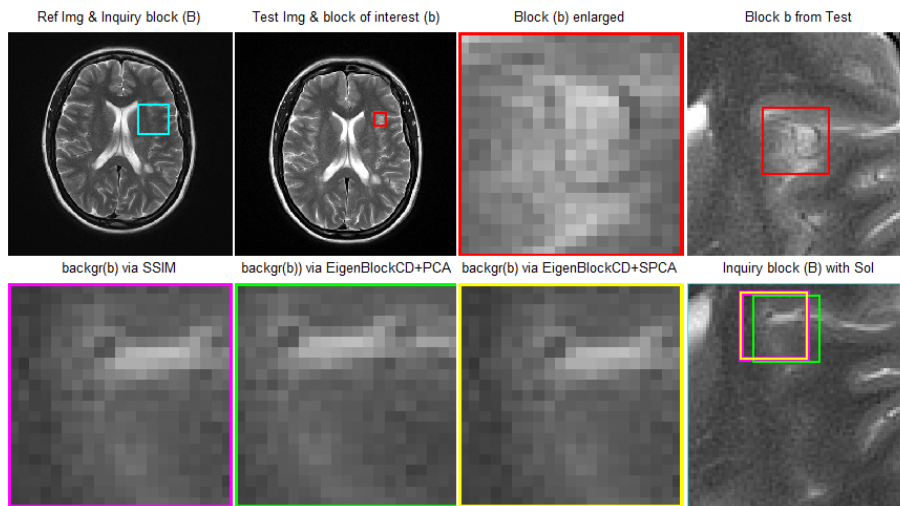 Ref Img & Inquiry block (B)
Test Img & block of interest (b)
Block (b) enlarged
Block b from Test
backgr(b) via SSIM
backgr(b)) via EigenBlockCD+PCA
backgr(b) via EigenBlockCD+SPCA
Inquiry block (B) with Sol